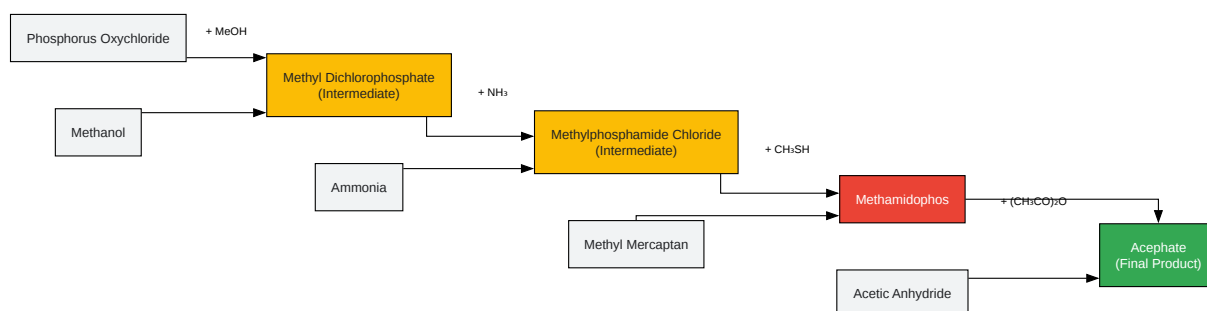 Phosphorus Oxychloride
+ MeOH
Methyl Dichlorophosphate
(Intermediate)
+ NH₃
Methanol
Methylphosphamide Chloride
(Intermediate)
+ CH₃SH
Ammonia
Methamidophos
+ (CH₃CO)₂O
Methyl Mercaptan
Acephate
(Final Product)
Acetic Anhydride